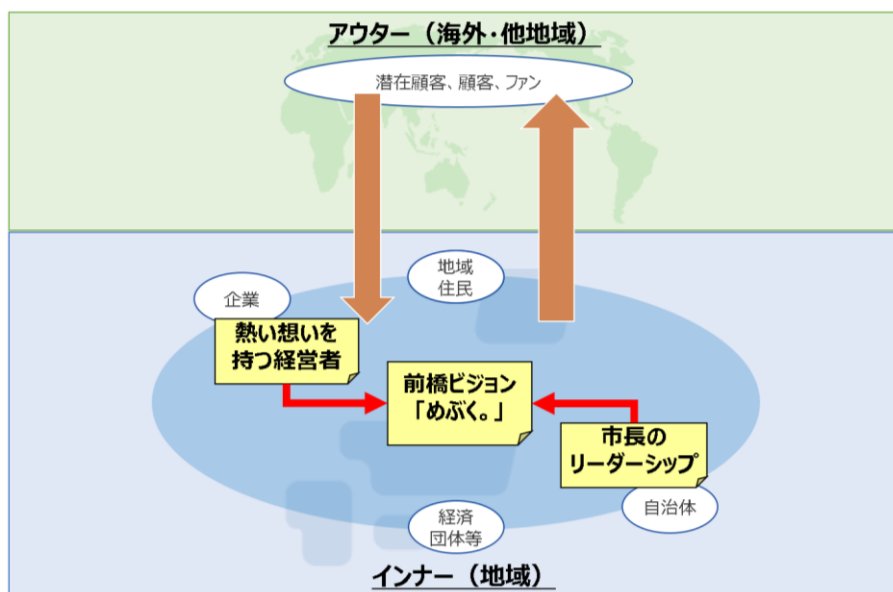 アウター（海外・他地域）
潜在顧客、顧客、ファン
地域
住民
企業
熱い想いを
持つ経営者
前橋ビジョン
「めぶく。」
市長の
リーダーシップ
自治体
経済
団体等
インナー（地域）